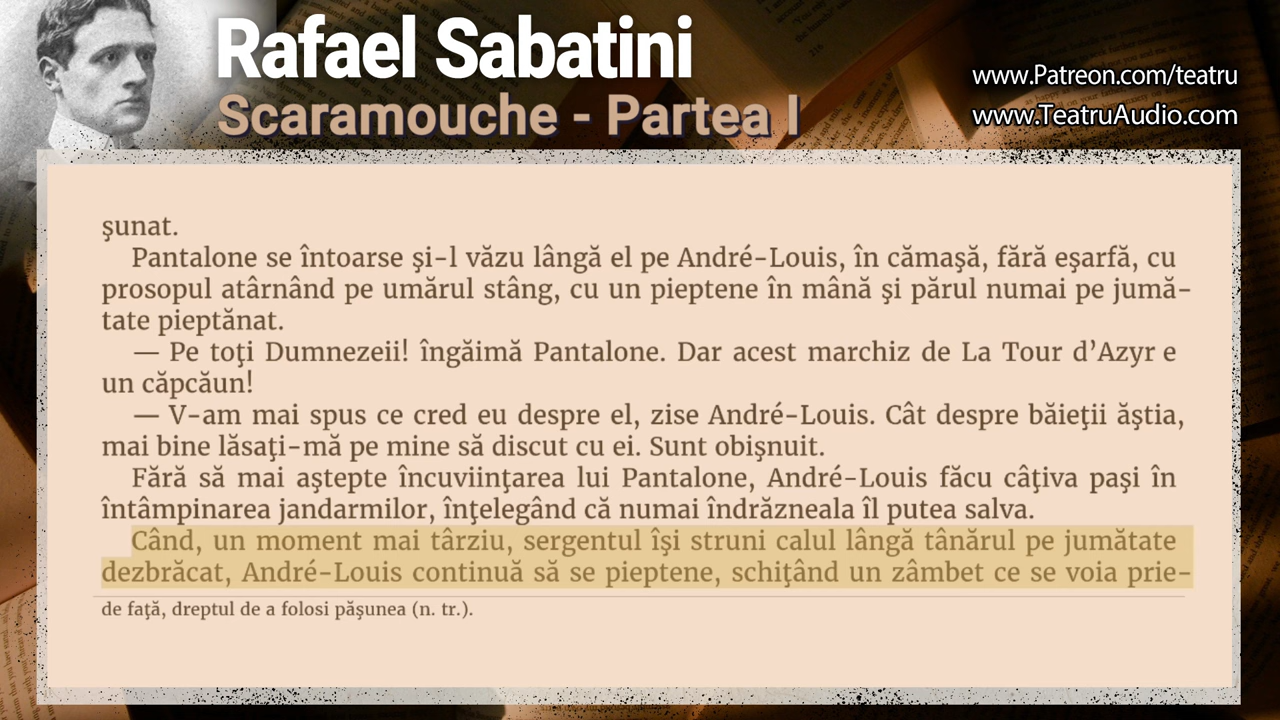 Rafael Sabatini
Scaramouche - Partea I
www.Patreon.com/teatru
www.TeatruAudio.com
şunat.
Pantalone se întoarse şi-l văzu lângă el pe André-Louis, în cămaşă, fără eşarfă, cu
prosopul atârnând pe umărul stâng, cu un pieptene în mână şi părul numai pe jumă-
tate pieptănat.
— Pe toţi Dumnezeii! îngăimă Pantalone. Dar acest marchiz de La Tour d’Azyr e
un căpcăun!
— V-am mai spus ce cred eu despre el, zise André-Louis. Cât despre băieţii ăştia,
mai bine lăsaţi-mă pe mine să discut cu ei. Sunt obişnuit.
Fără să mai aştepte încuviinţarea lui Pantalone, André-Louis făcu câţiva paşi în
întâmpinarea jandarmilor, înţelegând că numai îndrăzneala îl putea salva.
Când, un moment mai târziu, sergentul îşi struni calul lângă tânărul pe jumătate
dezbrăcat, André-Louis continuă să se pieptene, schiţând un zâmbet ce se voia prie-
de faţă, dreptul de a folosi păşunea (n. tr.).